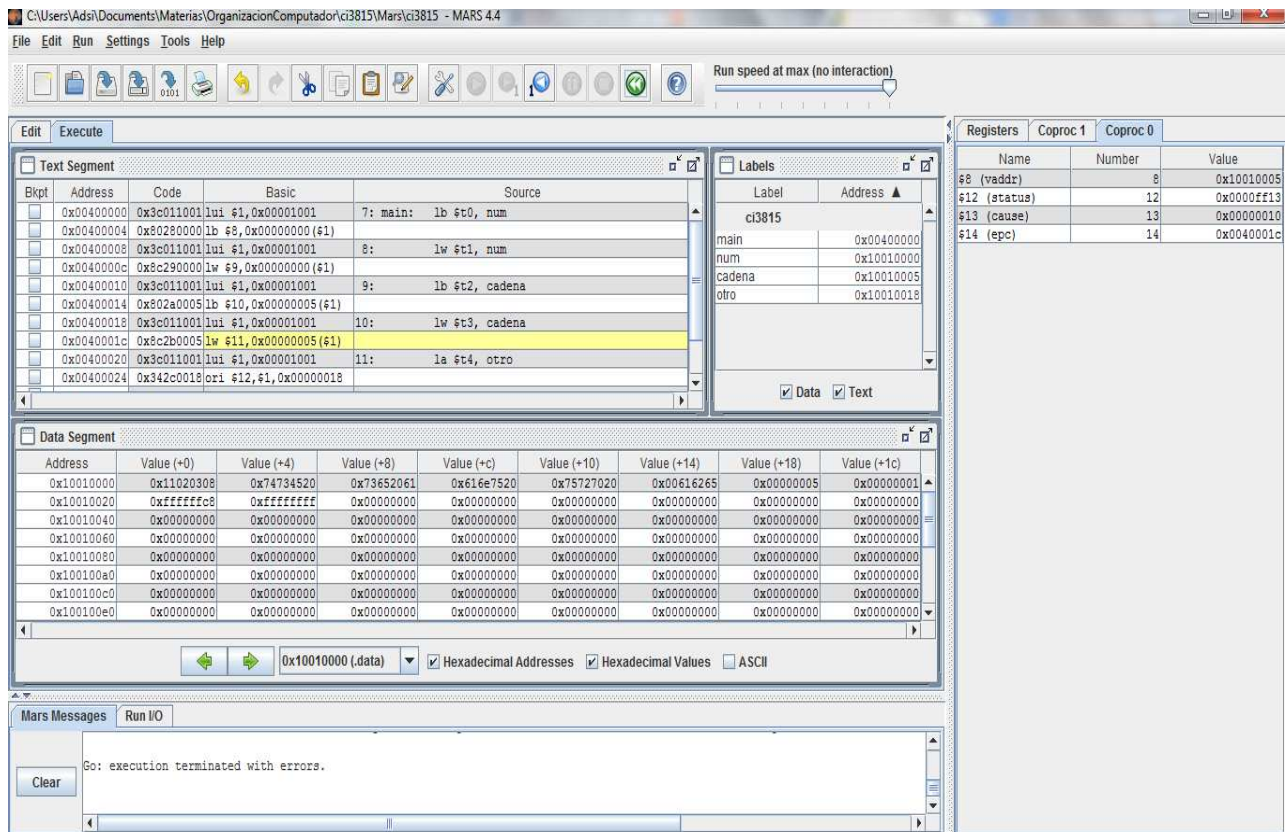 C:\Users\Adsi\Documents\Materias\OrganizacionComputador\ci3815\Mars\ci3815 - MARS 4.4
File Edit Run Settings Tools Help
Run speed at max (no interaction)
Edit Execute
Text Segment
Bkpt Address Code Basic Source
0x00400000 0x3c011001 lui $1,0x00001001 7: main: lb $t0, num
0x00400004 0x80280000 lb $8,0x00000000($1)
0x00400008 0x3c011001 lui $1,0x00001001 8: lw $t1, num
0x0040000c 0x8c290000 lw $9,0x00000000($1)
0x00400010 0x3c011001 lui $1,0x00001001 9: lb $t2, cadena
0x00400014 0x802a0005 lb $10,0x00000005($1)
0x00400018 0x3c011001 lui $1,0x00001001 10: lw $t3, cadena
0x0040001c 0x8c2b0005 lw $11,0x00000005($1)
0x00400020 0x3c011001 lui $1,0x00001001 11: la $t4, otro
0x00400024 0x342c0018 ori $12,$1,0x00000018
Labels
Label Address ▲
ci3815
main 0x00400000
num 0x10010000
cadena 0x10010005
otro 0x10010018
Data Text
Registers Coproc 1 Coproc 0
Name Number Value
$8 (vaddr) 8 0x10010005
$12 (status) 12 0x0000ff13
$13 (cause) 13 0x00000010
$14 (epc) 14 0x0040001c
Data Segment
Address Value (+0) Value (+4) Value (+8) Value (+c) Value (+10) Value (+14) Value (+18) Value (+1c)
0x10010000 0x11020308 0x74734520 0x73652061 0x616e7520 0x75727020 0x00616265 0x00000005 0x00000001
0x10010020 0xffffffc8 0xffffffff 0x00000000 0x00000000 0x00000000 0x00000000 0x00000000 0x00000000
0x10010040 0x00000000 0x00000000 0x00000000 0x00000000 0x00000000 0x00000000 0x00000000 0x00000000
0x10010060 0x00000000 0x00000000 0x00000000 0x00000000 0x00000000 0x00000000 0x00000000 0x00000000
0x10010080 0x00000000 0x00000000 0x00000000 0x00000000 0x00000000 0x00000000 0x00000000 0x00000000
0x100100a0 0x00000000 0x00000000 0x00000000 0x00000000 0x00000000 0x00000000 0x00000000 0x00000000
0x100100c0 0x00000000 0x00000000 0x00000000 0x00000000 0x00000000 0x00000000 0x00000000 0x00000000
0x100100e0 0x00000000 0x00000000 0x00000000 0x00000000 0x00000000 0x00000000 0x00000000 0x00000000
0x10010000 (.data) Hexadecimal Addresses Hexadecimal Values ASCII
Mars Messages Run I/O
Go: execution terminated with errors.
Clear